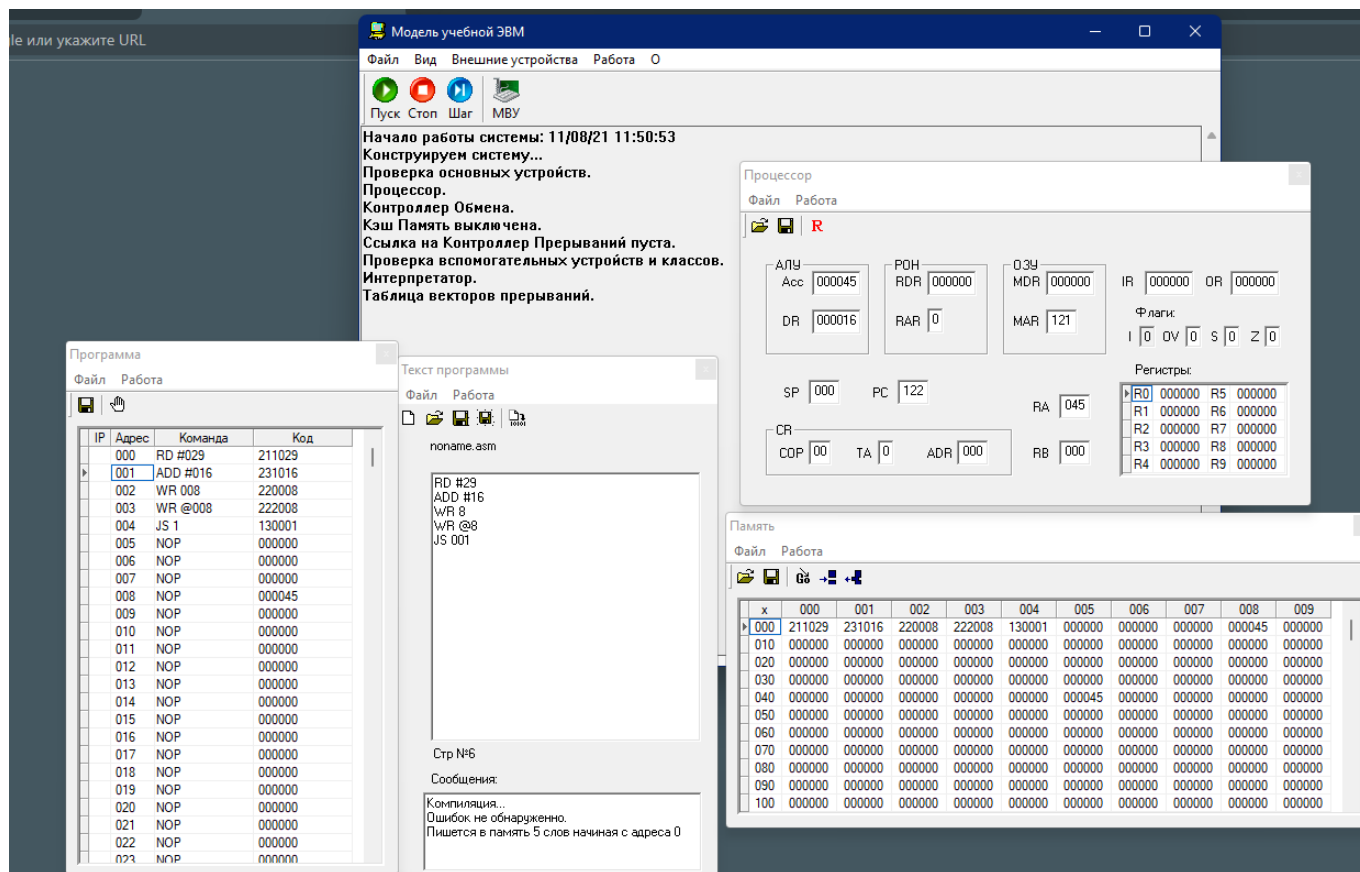 le или укажите URL
Модель учебной ЭВМ
Файл Вид Внешние устройства Работа О
Пуск Стоп Шаг МВУ
Начало работы системы: 11/08/21 11:50:53
Конструируем систему...
Проверка основных устройств.
Процессор.
Контроллер Обмена.
Кэш Память выключена.
Ссылка на Контроллер Прерываний пуста.
Проверка вспомогательных устройств и классов.
Интерпретатор.
Таблица векторов прерываний.
Процессор
Файл Работа
R
АЛУ РОН ОЗУ
Acc 000045 RDR 000000 MDR 000000 IR 000000 OR 000000
DR 000016 RAR 0 MAR 121
Флаги:
I 0 OV 0 S 0 Z 0
SP 000 PC 122 RA 045
CR
COP 00 TA 0 ADR 000 RB 000
Регистры:
R0 000000 R5 000000
R1 000000 R6 000000
R2 000000 R7 000000
R3 000000 R8 000000
R4 000000 R9 000000
Программа
Файл Работа
IP Адрес Команда Код
000 RD #029 211029
001 ADD #016 231016
002 WR 008 220008
003 WR @008 222008
004 JS 1 130001
005 NOP 000000
006 NOP 000000
007 NOP 000000
008 NOP 000045
009 NOP 000000
010 NOP 000000
011 NOP 000000
012 NOP 000000
013 NOP 000000
014 NOP 000000
015 NOP 000000
016 NOP 000000
017 NOP 000000
018 NOP 000000
019 NOP 000000
020 NOP 000000
021 NOP 000000
022 NOP 000000
023 NOP 000000
Текст программы
Файл Работа
noname.asm
RD #29
ADD #16
WR 8
WR @8
JS 001
Стр №6
Сообщения:
Компиляция...
Ошибок не обнаруженно.
Пишется в память 5 слов начиная с адреса 0
Память
Файл Работа
Go
x 000 001 002 003 004 005 006 007 008 009
000 211029 231016 220008 222008 130001 000000 000000 000000 000045 000000
010 000000 000000 000000 000000 000000 000000 000000 000000 000000 000000
020 000000 000000 000000 000000 000000 000000 000000 000000 000000 000000
030 000000 000000 000000 000000 000000 000000 000000 000000 000000 000000
040 000000 000000 000000 000000 000000 000045 000000 000000 000000 000000
050 000000 000000 000000 000000 000000 000000 000000 000000 000000 000000
060 000000 000000 000000 000000 000000 000000 000000 000000 000000 000000
070 000000 000000 000000 000000 000000 000000 000000 000000 000000 000000
080 000000 000000 000000 000000 000000 000000 000000 000000 000000 000000
090 000000 000000 000000 000000 000000 000000 000000 000000 000000 000000
100 000000 000000 000000 000000 000000 000000 000000 000000 000000 000000